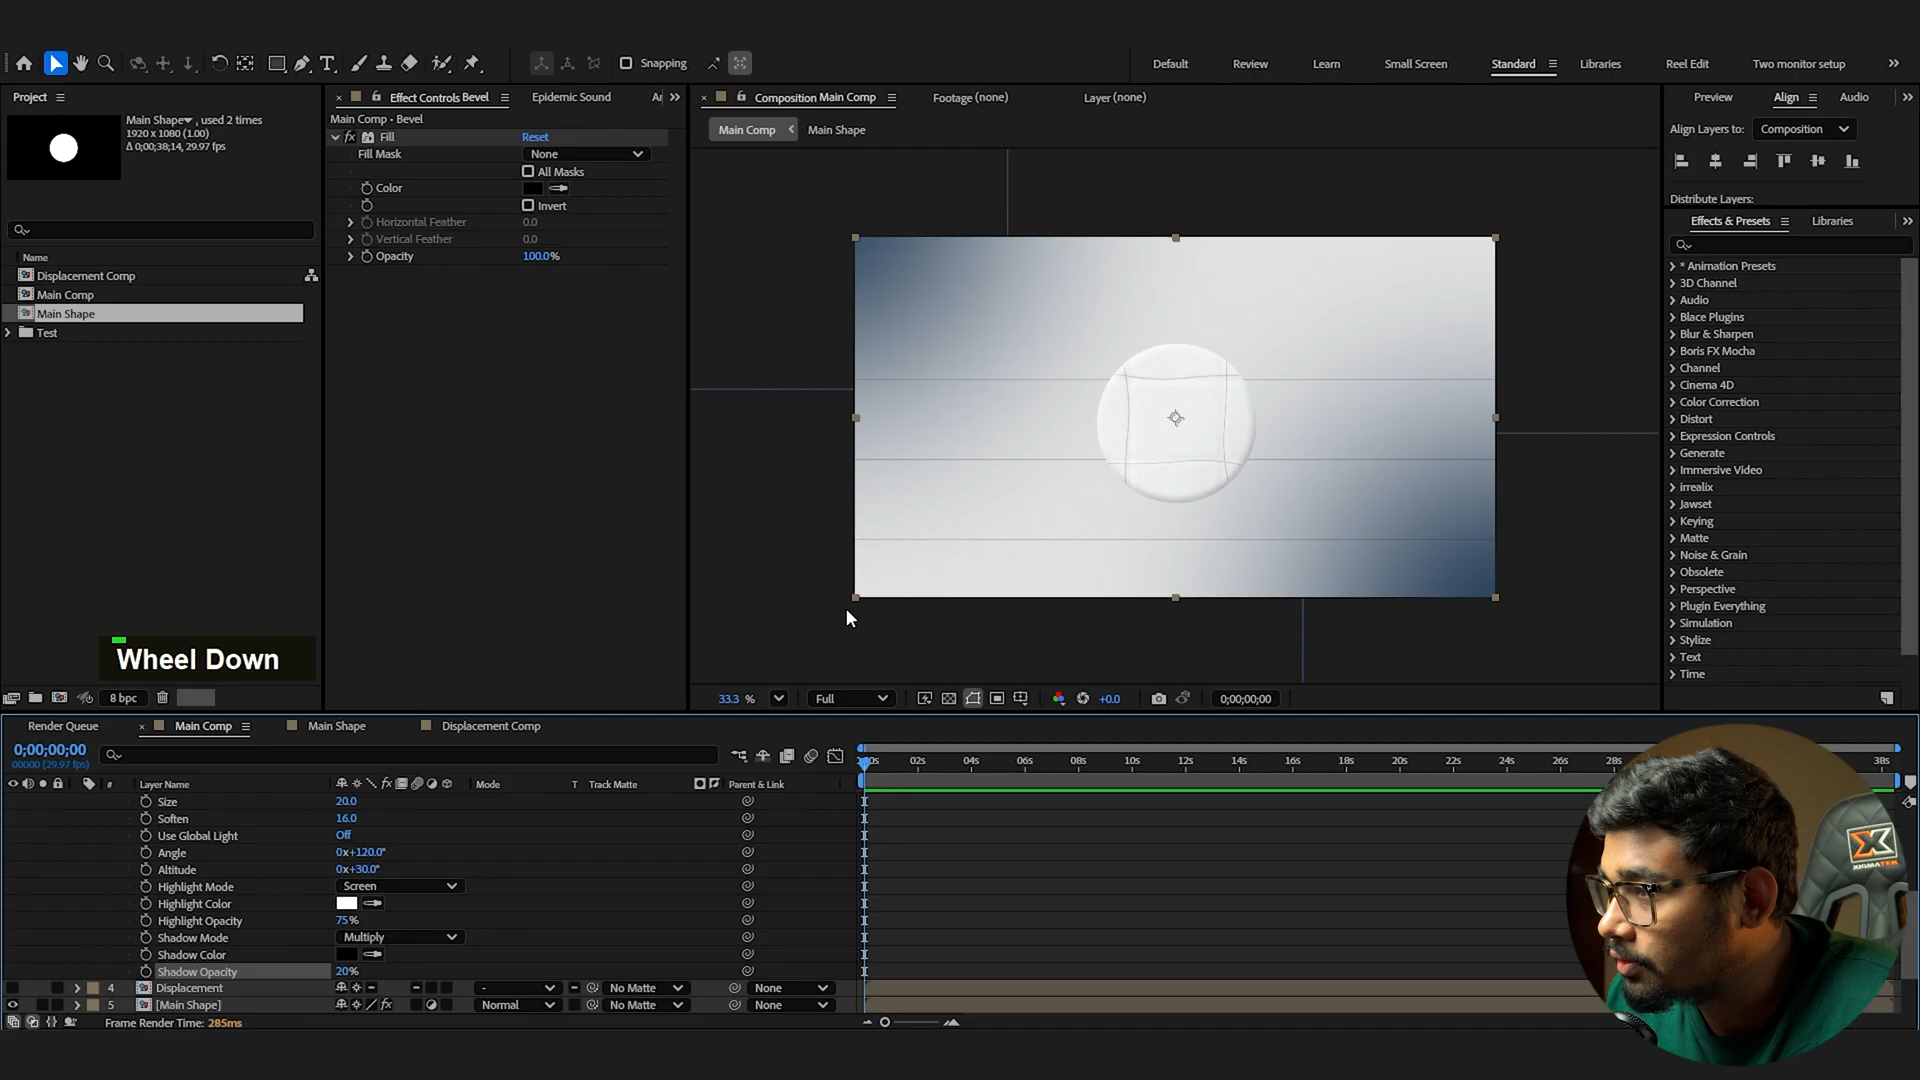 Snapping
Default
Review
Learn
Small Screen
Standard
Libraries
Reel Edit
Two monitor setup
Project
Main Shape , used 2 times
1920 x 1080 (1.00)
Δ 0;00;38;14, 29.97 fps
Name
Displacement Comp
Main Comp
Main Shape
Test
Wheel Down
8 bpc
Effect Controls Bevel
Epidemic Sound
Main Comp - Bevel
fx Fill Reset
Fill Mask None
All Masks
Color
Invert
Horizontal Feather 0.0
Vertical Feather 0.0
Opacity 100.0%
Composition Main Comp
Footage (none)
Layer (none)
Main Comp
Main Shape
33.3 %
Full
+0.0
0;00;00;00
Preview
Align
Audio
Align Layers to: Composition
Distribute Layers:
Effects & Presets
Libraries
* Animation Presets
3D Channel
Audio
Blace Plugins
Blur & Sharpen
Boris FX Mocha
Channel
Cinema 4D
Color Correction
Distort
Expression Controls
Generate
Immersive Video
irrealix
Jawset
Keying
Matte
Noise & Grain
Obsolete
Perspective
Plugin Everything
Simulation
Stylize
Text
Time
Render Queue
Main Comp
Main Shape
Displacement Comp
0;00;00;00
00000 (29.97 fps)
# Layer Name fx Mode T Track Matte Parent & Link
02s 04s 06s 08s 10s 12s 14s 16s 18s 20s 22s 24s 26s 28s 38s
Size 20.0
Soften 16.0
Use Global Light Off
Angle 0x+120.0°
Altitude 0x+30.0°
Highlight Mode Screen
Highlight Color
Highlight Opacity 75%
Shadow Mode Multiply
Shadow Color
Shadow Opacity 20%
4 Displacement - No Matte None
5 [Main Shape] fx Normal No Matte None
Frame Render Time: 285ms
XIGMATEK